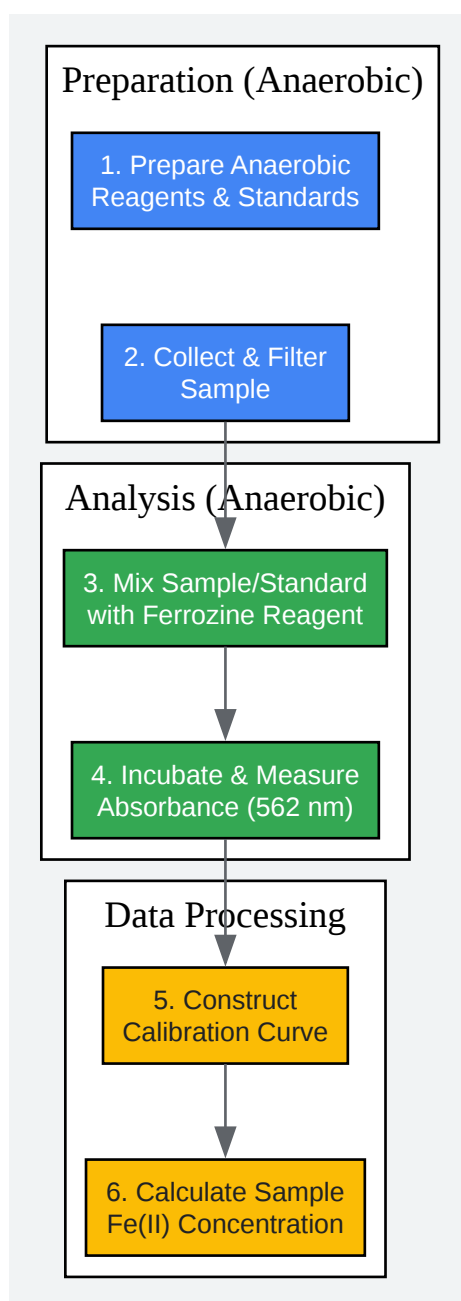 Preparation (Anaerobic)
1. Prepare Anaerobic
Reagents & Standards
2. Collect & Filter
Sample
Analysis (Anaerobic)
3. Mix Sample/Standard
with Ferrozine Reagent
4. Incubate & Measure
Absorbance (562 nm)
Data Processing
5. Construct
Calibration Curve
6. Calculate Sample
Fe(II) Concentration